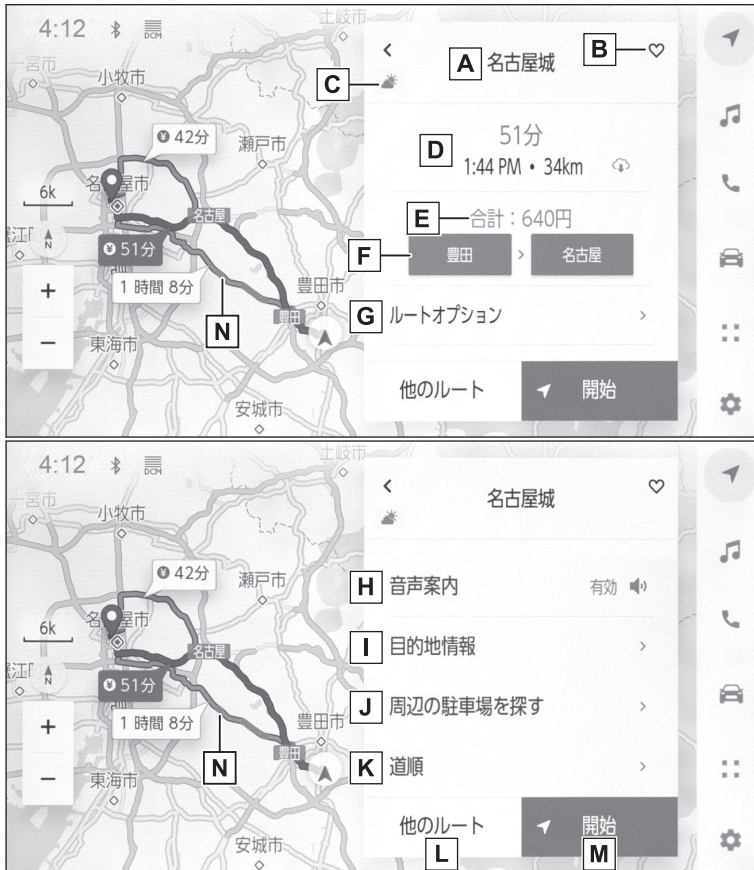 4:12 DCM
土岐市
一宮市
小牧市
C
A 名古屋城
B
¥ 42分
瀬戸市
D 51分
1:44 PM • 34km
6k
名古屋市
名古屋
N
¥ 51分
E 合計：640円
F 豊田 > 名古屋
1 時間 8分
豊田市
N
豊田
G ルートオプション
東海市
安城市
他のルート 開始
4:12 DCM
土岐市
一宮市
小牧市
名古屋城
¥ 42分
瀬戸市
H 音声案内 有効
6k
名古屋市
名古屋
N
I 目的地情報
¥ 51分
1 時間 8分
豊田市
J 周辺の駐車場を探す
N
豊田
K 道順
東海市
安城市
他のルート 開始
L M